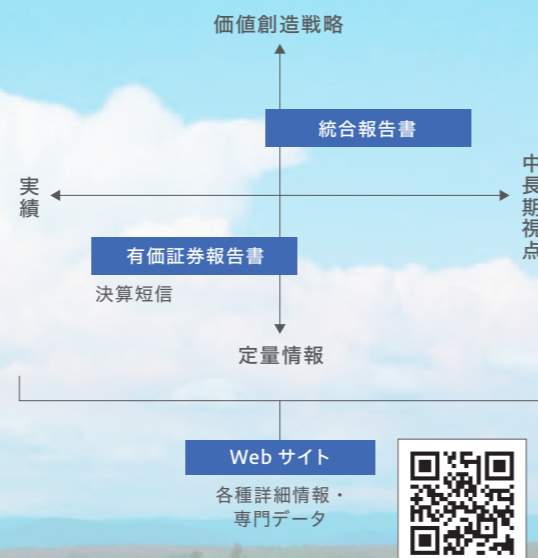 価値創造戦略
統合報告書
実績
中長期視点
有価証券報告書
決算短信
定量情報
Web サイト
各種詳細情報・
専門データ